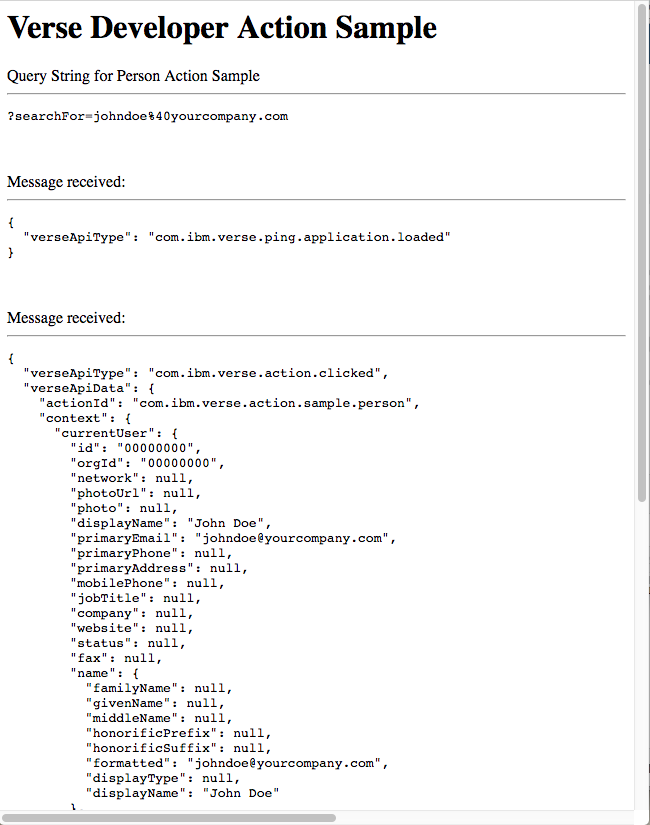 Verse Developer Action Sample
Query String for Person Action Sample
?searchFor=johndoe%40yourcompany.com
Message received:
{
  "verseApiType": "com.ibm.verse.ping.application.loaded"
}
Message received:
{
  "verseApiType": "com.ibm.verse.action.clicked",
  "verseApiData": {
    "actionId": "com.ibm.verse.action.sample.person",
    "context": {
      "currentUser": {
        "id": "00000000",
        "orgId": "00000000",
        "network": null,
        "photoUrl": null,
        "photo": null,
        "displayName": "John Doe",
        "primaryEmail": "johndoe@yourcompany.com",
        "primaryPhone": null,
        "primaryAddress": null,
        "mobilePhone": null,
        "jobTitle": null,
        "company": null,
        "website": null,
        "status": null,
        "fax": null,
        "name": {
          "familyName": null,
          "givenName": null,
          "middleName": null,
          "honorificPrefix": null,
          "honorificSuffix": null,
          "formatted": "johndoe@yourcompany.com",
          "displayType": null,
          "displayName": "John Doe"
        },